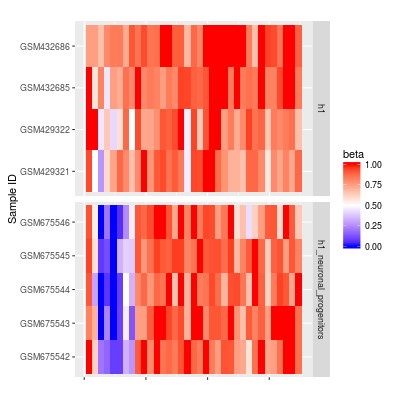 GSM432686
GSM432685
GSM429322
GSM429321
h1
GSM675546
GSM675545
GSM675544
GSM675543
GSM675542
h1_neuronal_progenitors
Sample ID
beta
1.00
0.75
0.50
0.25
0.00